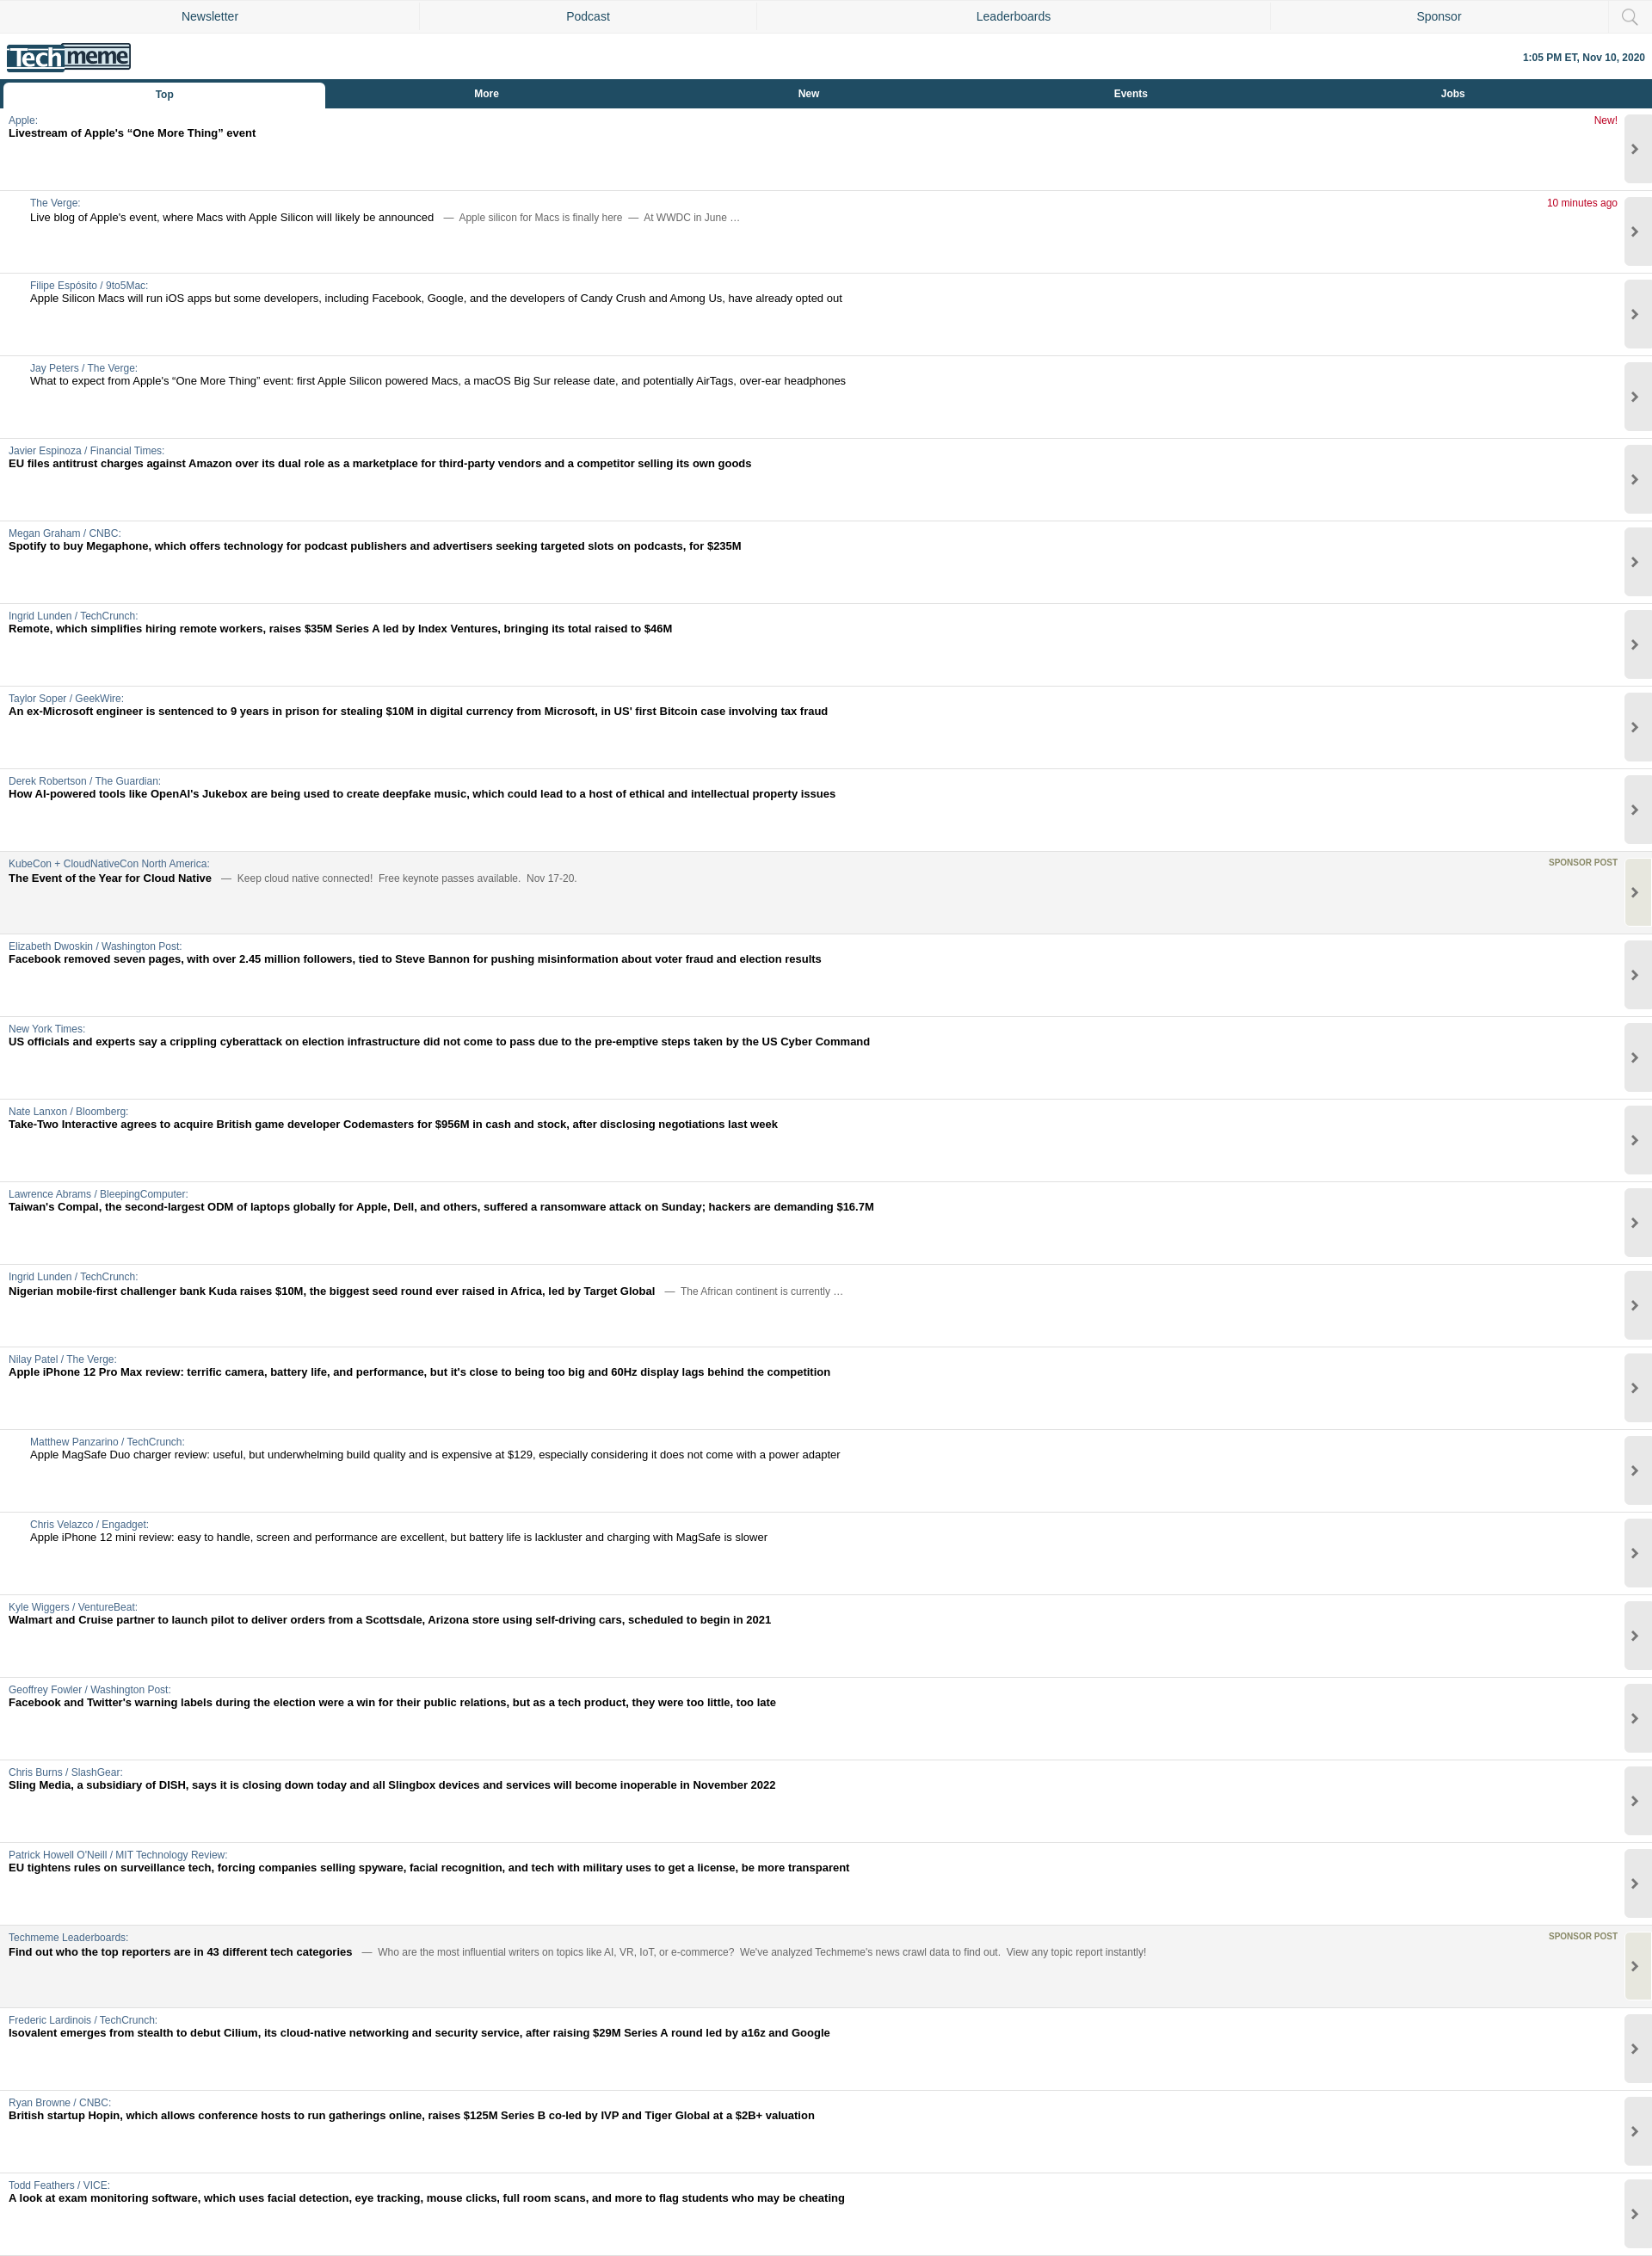 Newsletter
Podcast
Leaderboards
Sponsor
Techmeme
1:05 PM ET, Nov 10, 2020
Top
More
New
Events
Jobs
Apple:
New!
Livestream of Apple's “One More Thing” event
The Verge:
10 minutes ago
Live blog of Apple's event, where Macs with Apple Silicon will likely be announced — Apple silicon for Macs is finally here — At WWDC in June …
Filipe Espósito / 9to5Mac:
Apple Silicon Macs will run iOS apps but some developers, including Facebook, Google, and the developers of Candy Crush and Among Us, have already opted out
Jay Peters / The Verge:
What to expect from Apple's “One More Thing” event: first Apple Silicon powered Macs, a macOS Big Sur release date, and potentially AirTags, over-ear headphones
Javier Espinoza / Financial Times:
EU files antitrust charges against Amazon over its dual role as a marketplace for third-party vendors and a competitor selling its own goods
Megan Graham / CNBC:
Spotify to buy Megaphone, which offers technology for podcast publishers and advertisers seeking targeted slots on podcasts, for $235M
Ingrid Lunden / TechCrunch:
Remote, which simplifies hiring remote workers, raises $35M Series A led by Index Ventures, bringing its total raised to $46M
Taylor Soper / GeekWire:
An ex-Microsoft engineer is sentenced to 9 years in prison for stealing $10M in digital currency from Microsoft, in US' first Bitcoin case involving tax fraud
Derek Robertson / The Guardian:
How AI-powered tools like OpenAI's Jukebox are being used to create deepfake music, which could lead to a host of ethical and intellectual property issues
KubeCon + CloudNativeCon North America:
SPONSOR POST
The Event of the Year for Cloud Native — Keep cloud native connected! Free keynote passes available. Nov 17-20.
Elizabeth Dwoskin / Washington Post:
Facebook removed seven pages, with over 2.45 million followers, tied to Steve Bannon for pushing misinformation about voter fraud and election results
New York Times:
US officials and experts say a crippling cyberattack on election infrastructure did not come to pass due to the pre-emptive steps taken by the US Cyber Command
Nate Lanxon / Bloomberg:
Take-Two Interactive agrees to acquire British game developer Codemasters for $956M in cash and stock, after disclosing negotiations last week
Lawrence Abrams / BleepingComputer:
Taiwan's Compal, the second-largest ODM of laptops globally for Apple, Dell, and others, suffered a ransomware attack on Sunday; hackers are demanding $16.7M
Ingrid Lunden / TechCrunch:
Nigerian mobile-first challenger bank Kuda raises $10M, the biggest seed round ever raised in Africa, led by Target Global — The African continent is currently …
Nilay Patel / The Verge:
Apple iPhone 12 Pro Max review: terrific camera, battery life, and performance, but it's close to being too big and 60Hz display lags behind the competition
Matthew Panzarino / TechCrunch:
Apple MagSafe Duo charger review: useful, but underwhelming build quality and is expensive at $129, especially considering it does not come with a power adapter
Chris Velazco / Engadget:
Apple iPhone 12 mini review: easy to handle, screen and performance are excellent, but battery life is lackluster and charging with MagSafe is slower
Kyle Wiggers / VentureBeat:
Walmart and Cruise partner to launch pilot to deliver orders from a Scottsdale, Arizona store using self-driving cars, scheduled to begin in 2021
Geoffrey Fowler / Washington Post:
Facebook and Twitter's warning labels during the election were a win for their public relations, but as a tech product, they were too little, too late
Chris Burns / SlashGear:
Sling Media, a subsidiary of DISH, says it is closing down today and all Slingbox devices and services will become inoperable in November 2022
Patrick Howell O'Neill / MIT Technology Review:
EU tightens rules on surveillance tech, forcing companies selling spyware, facial recognition, and tech with military uses to get a license, be more transparent
Techmeme Leaderboards:
SPONSOR POST
Find out who the top reporters are in 43 different tech categories — Who are the most influential writers on topics like AI, VR, IoT, or e-commerce? We've analyzed Techmeme's news crawl data to find out. View any topic report instantly!
Frederic Lardinois / TechCrunch:
Isovalent emerges from stealth to debut Cilium, its cloud-native networking and security service, after raising $29M Series A round led by a16z and Google
Ryan Browne / CNBC:
British startup Hopin, which allows conference hosts to run gatherings online, raises $125M Series B co-led by IVP and Tiger Global at a $2B+ valuation
Todd Feathers / VICE:
A look at exam monitoring software, which uses facial detection, eye tracking, mouse clicks, full room scans, and more to flag students who may be cheating